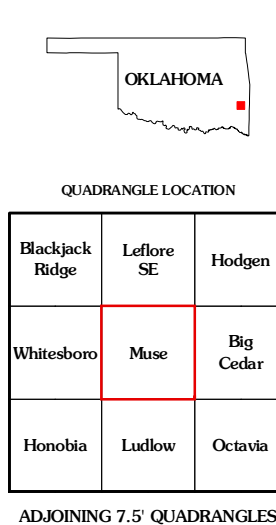 OKLAHOMA
QUADRANGLE LOCATION
Blackjack
Ridge
Leflore
SE
Hodgen
Whitesboro
Muse
Big
Cedar
Honobia
Ludlow
Octavia
ADJOINING 7.5' QUADRANGLES